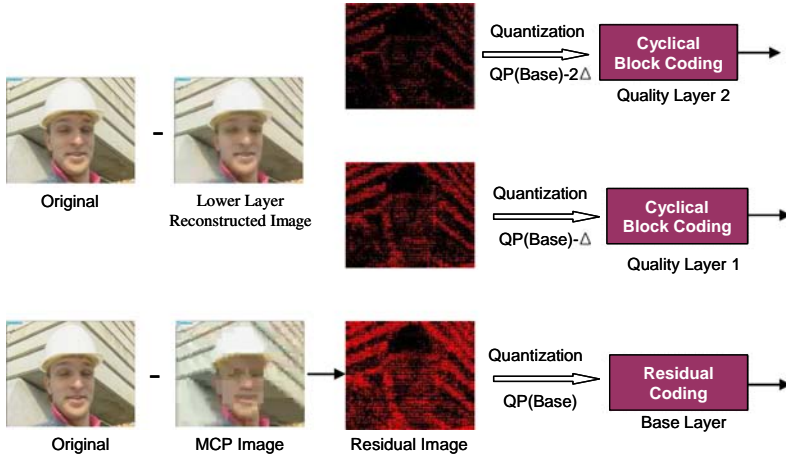 Quantization
QP(Base)-2Δ
Cyclical
Block Coding
Quality Layer 2
-
Original
Lower Layer
Reconstructed Image
Quantization
QP(Base)-Δ
Cyclical
Block Coding
Quality Layer 1
-
Quantization
QP(Base)
Residual
Coding
Base Layer
Original
MCP Image
Residual Image